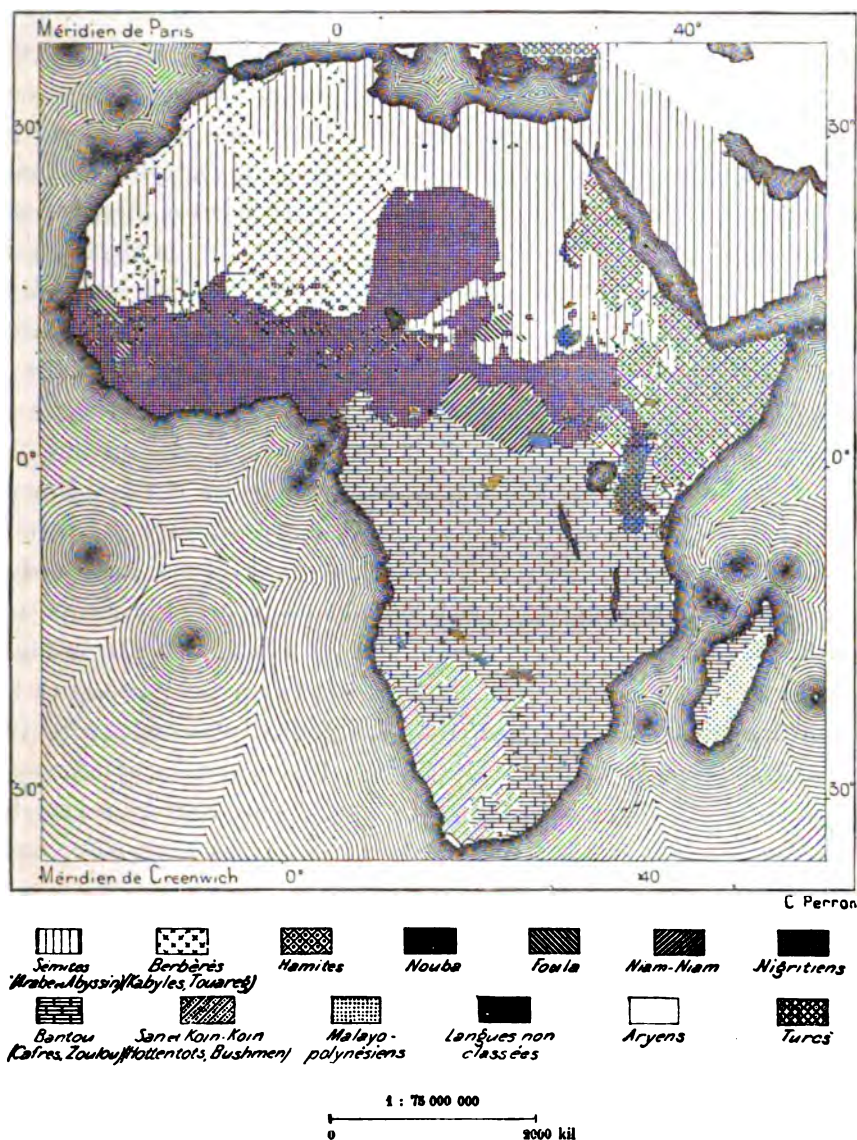 Méridien de Paris 0 40°
30° 30°
0° 0°
30° 30°
Méridien de Greenwich 0° 40
C Perron
Sémites Berbères Hamites Nouba Foula Niam-Niam Nigritiens
(Arabe, Abyssin) (Kabyles, Touareg)
Bantou San et Koin-Koin Malayo- Langues non Aryens Turcs
(Cafres, Zoulou) (Hottentots, Bushmen) polynésiens classées
1 : 75 000 000
0 2000 kil